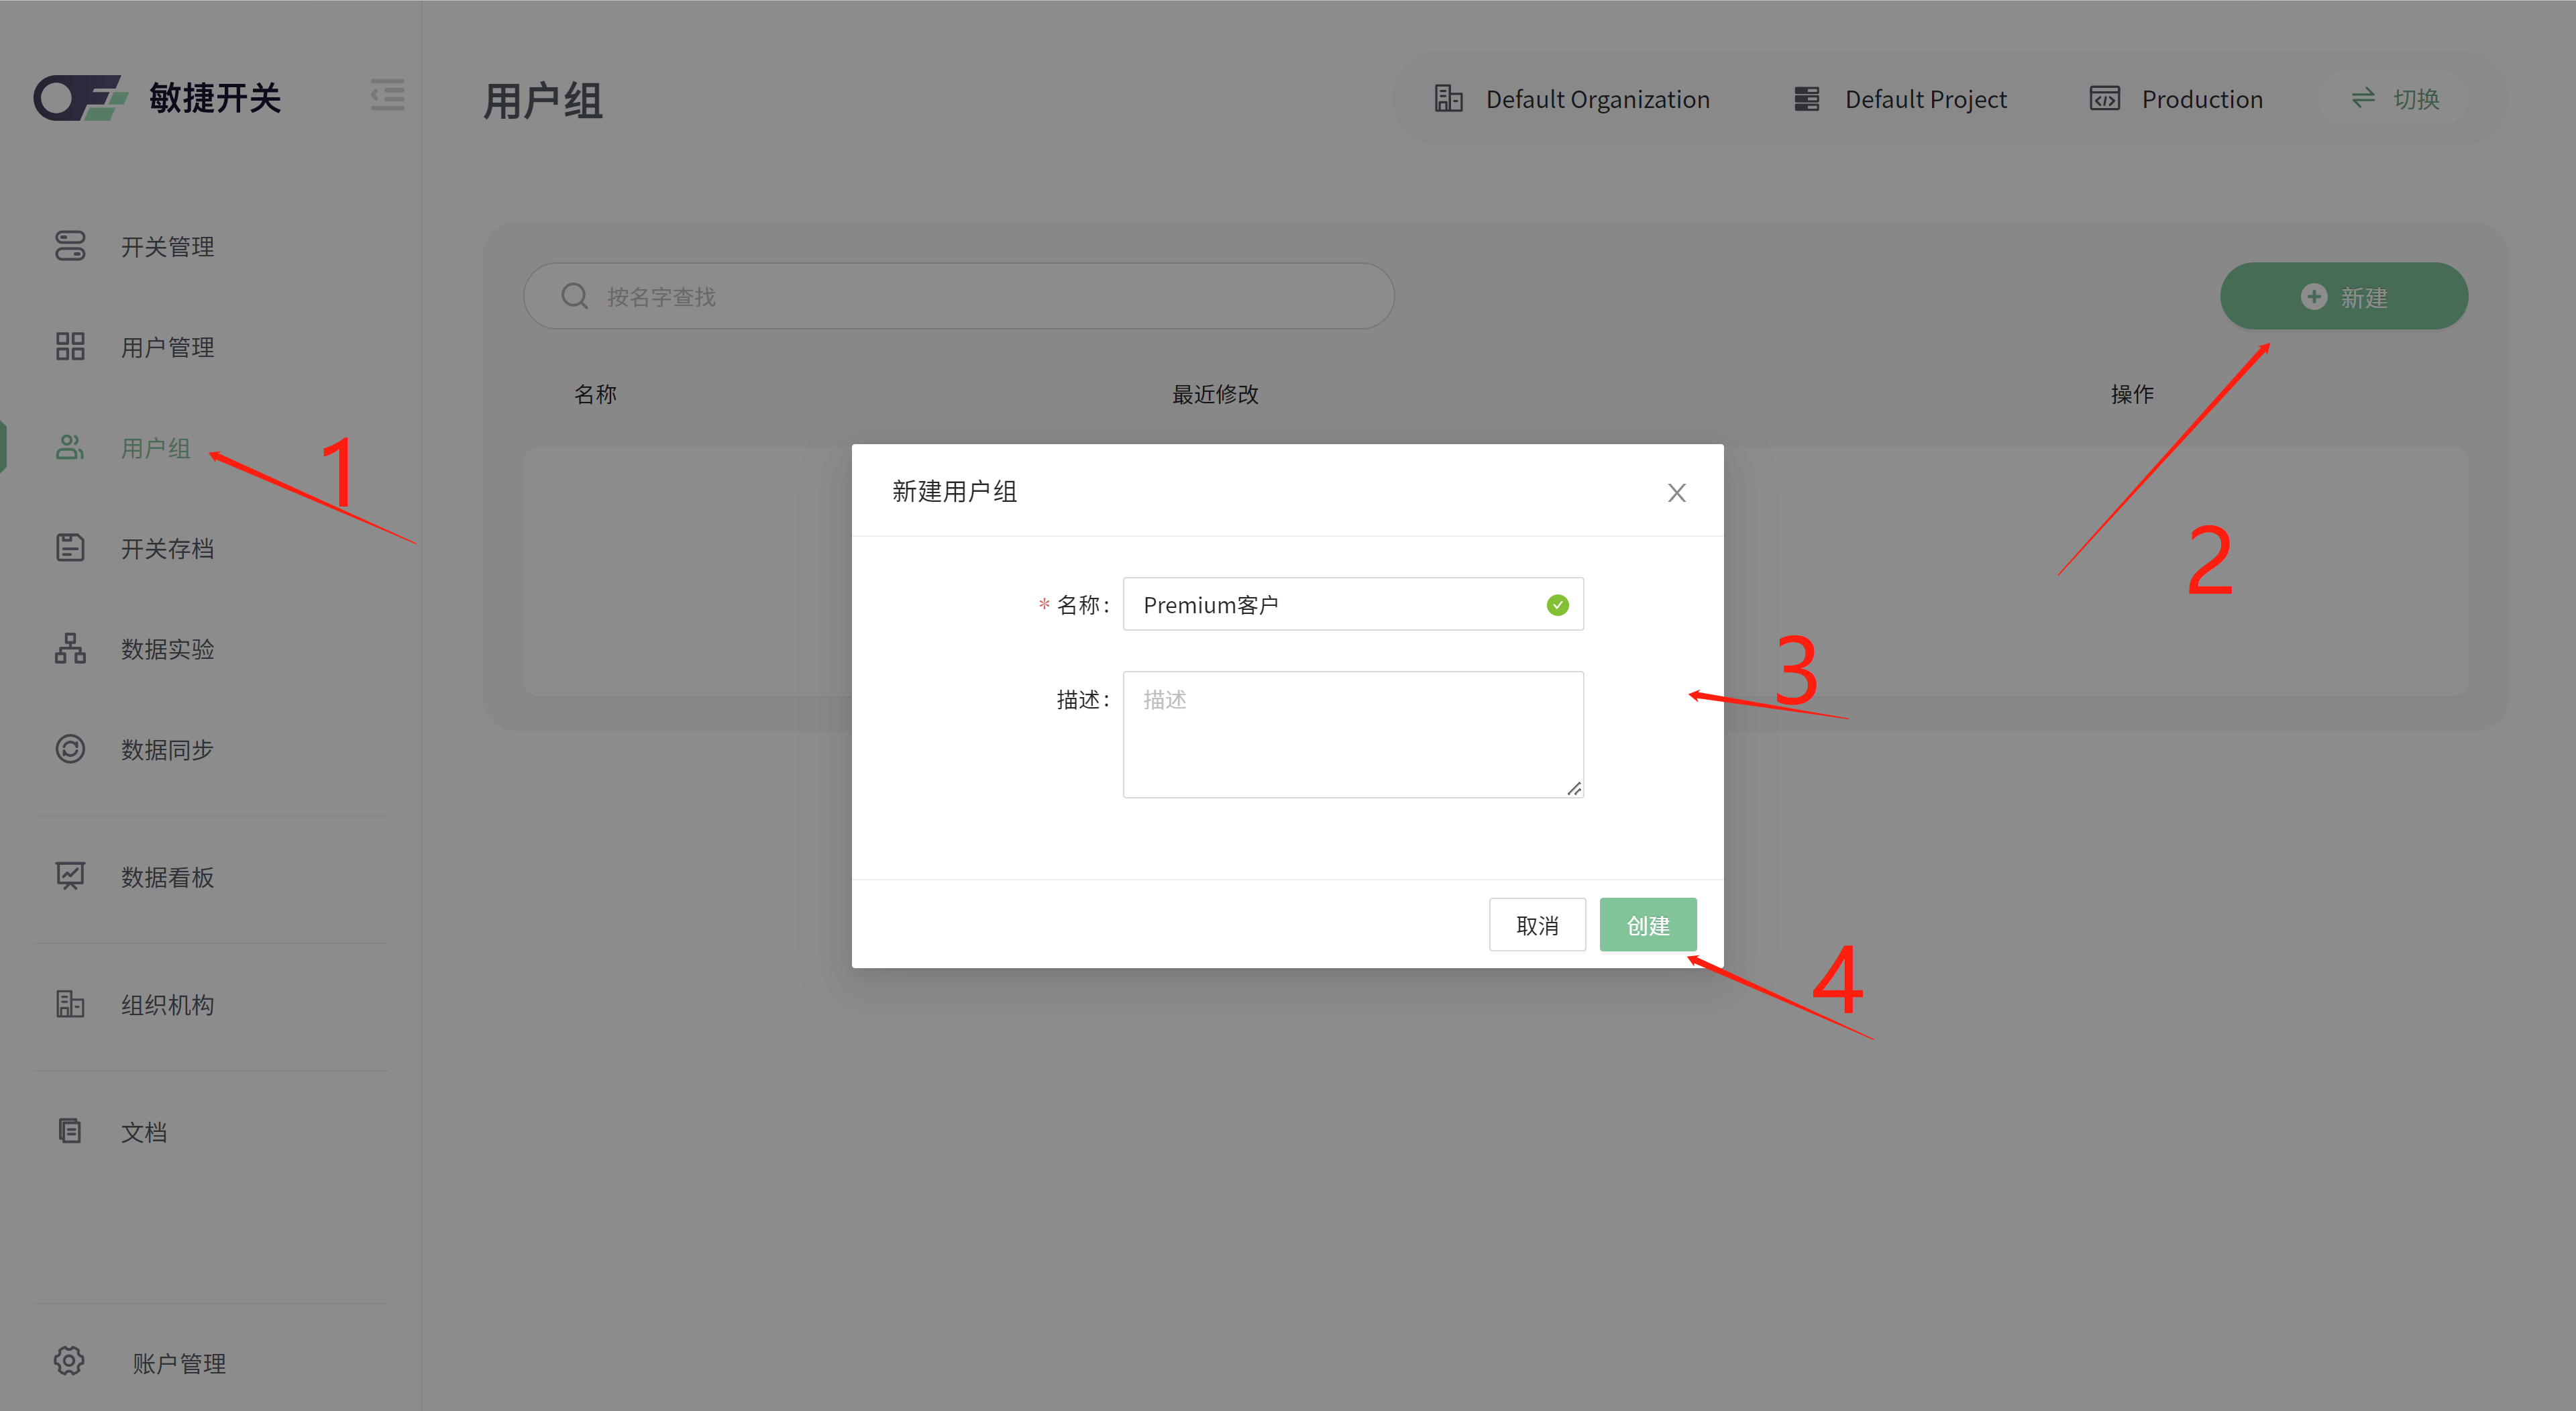 敏捷开关
开关管理
用户管理
用户组
开关存档
数据实验
数据同步
数据看板
组织机构
文档
账户管理
用户组
Default Organization
Default Project
Production
切换
按名字查找
新建
名称
最近修改
操作
新建用户组
* 名称:
Premium客户
描述:
描述
取消
创建
1
2
3
4